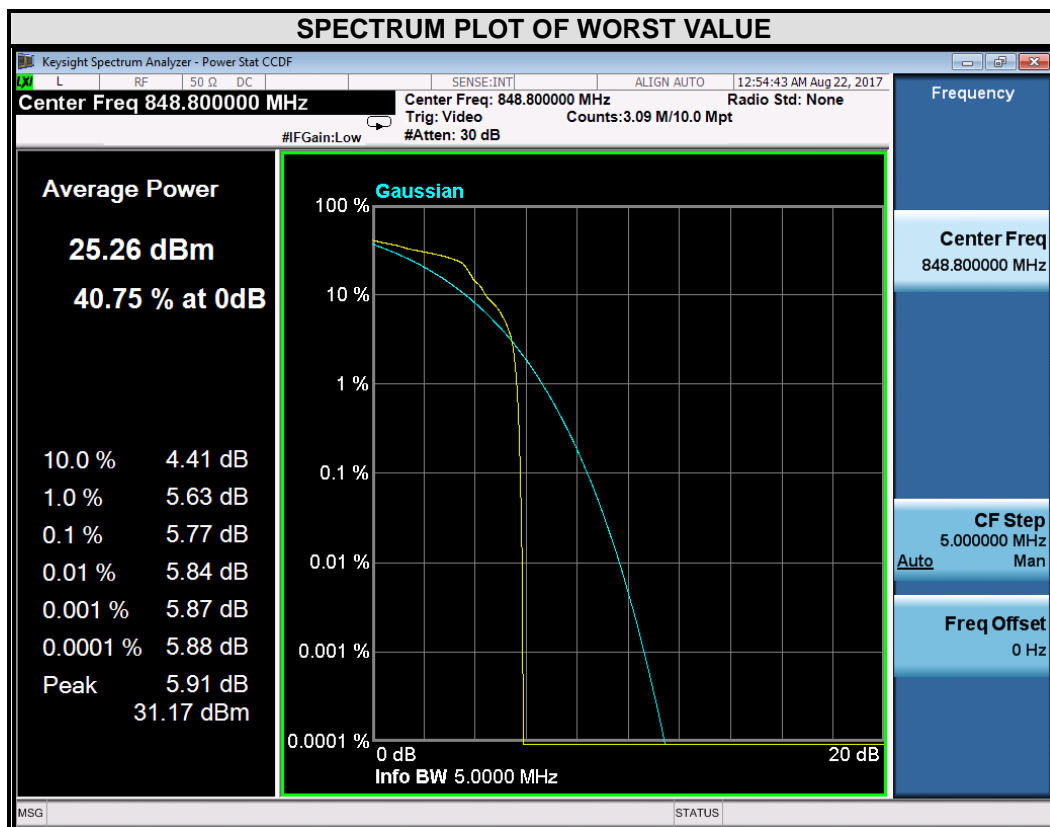 SPECTRUM PLOT OF WORST VALUE
Keysight Spectrum Analyzer - Power Stat CCDF
LXI L RF 50 Ω DC SENSE:INT ALIGN AUTO 12:54:43 AM Aug 22, 2017
Center Freq 848.800000 MHz
#IFGain:Low
Center Freq: 848.800000 MHz Radio Std: None
Trig: Video Counts:3.09 M/10.0 Mpt
#Atten: 30 dB
Average Power
25.26 dBm
40.75 % at 0dB
10.0 % 4.41 dB
1.0 % 5.63 dB
0.1 % 5.77 dB
0.01 % 5.84 dB
0.001 % 5.87 dB
0.0001 % 5.88 dB
Peak 5.91 dB
31.17 dBm
Gaussian
100 %
10 %
1 %
0.1 %
0.01 %
0.001 %
0.0001 %
0 dB 20 dB
Info BW 5.0000 MHz
Frequency
Center Freq
848.800000 MHz
CF Step
5.000000 MHz
Auto Man
Freq Offset
0 Hz
MSG STATUS